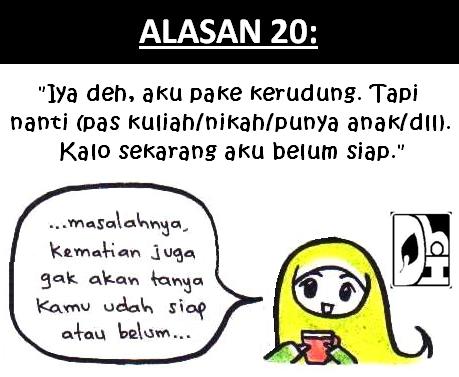 ALASAN 20:
"Iya deh, aku pake kerudung. Tapi
nanti (pas kuliah/nikah/punya anak/dll).
Kalo sekarang aku belum siap."
...masalahnya,
kematian juga
gak akan tanya
kamu udah siap
atau belum...